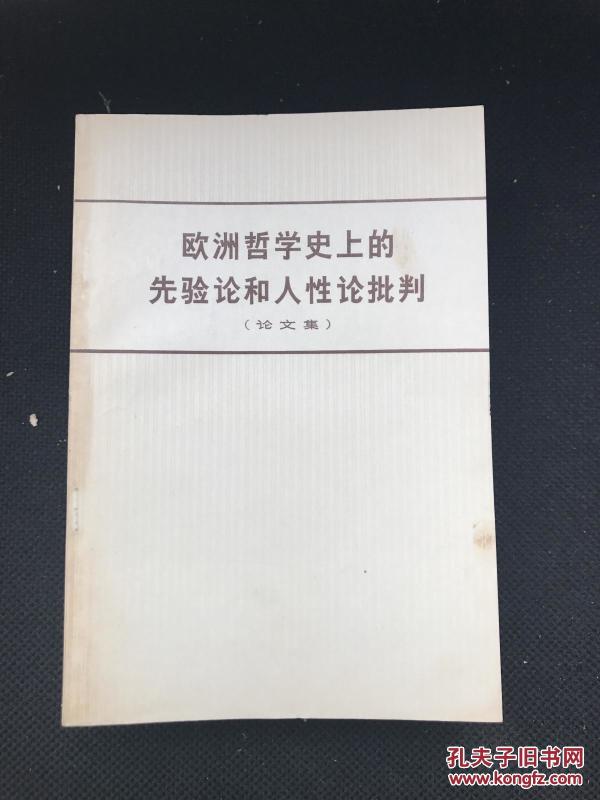 欧洲哲学史上的
先验论和人性论批判
（论文集）
孔夫子旧书网
www.kongfz.com